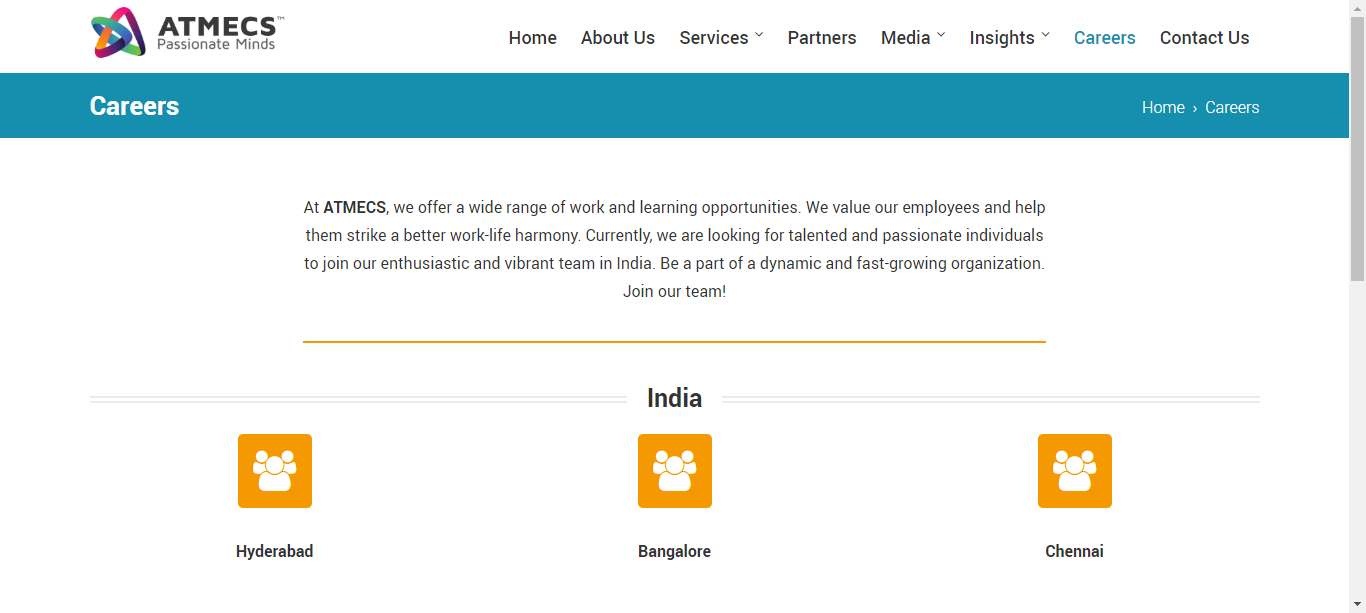 ATMECS™
Passionate Minds
Home About Us Services Partners Media Insights Careers Contact Us
Careers
Home › Careers
At ATMECS, we offer a wide range of work and learning opportunities. We value our employees and help
them strike a better work-life harmony. Currently, we are looking for talented and passionate individuals
to join our enthusiastic and vibrant team in India. Be a part of a dynamic and fast-growing organization.
Join our team!
India
Hyderabad
Bangalore
Chennai